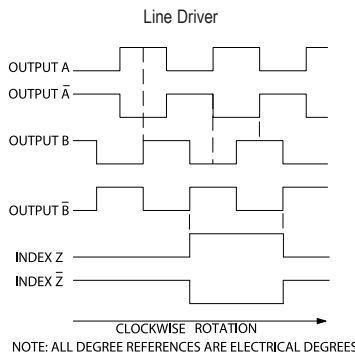 Line Driver
OUTPUT A
OUTPUT A̅
OUTPUT B
OUTPUT B̅
INDEX Z
INDEX Z̅
CLOCKWISE ROTATION
NOTE: ALL DEGREE REFERENCES ARE ELECTRICAL DEGREES